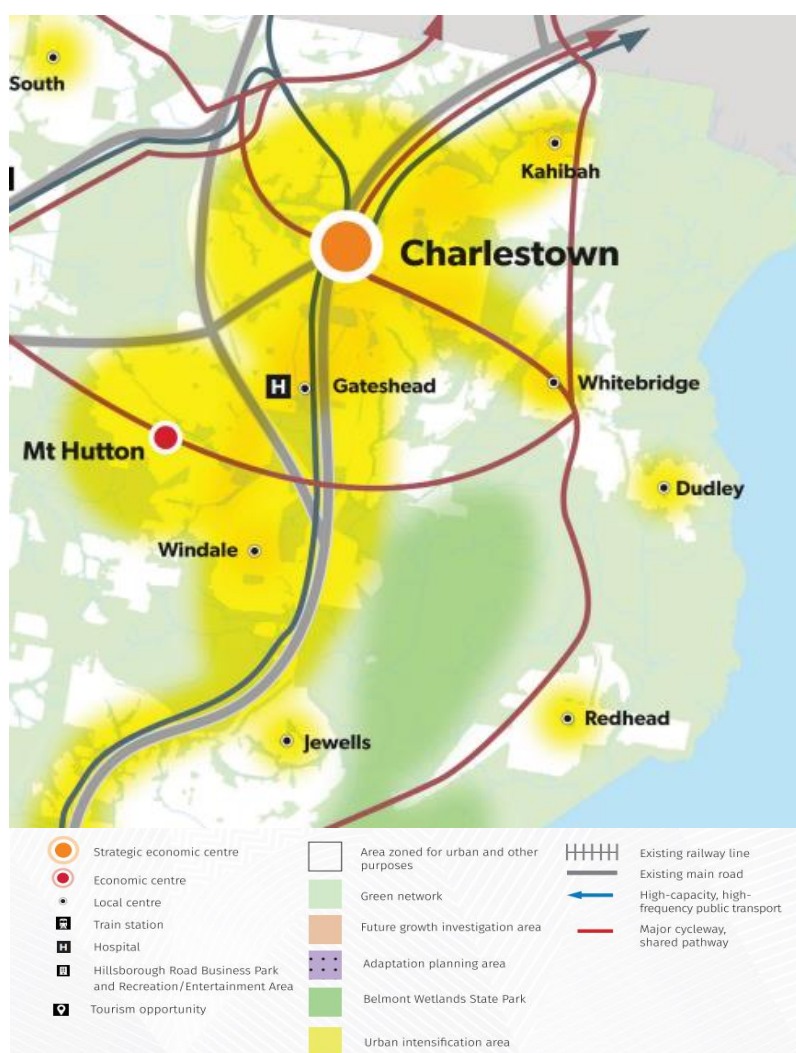 South
Kahibah
Charlestown
H
Gateshead
Whitebridge
Mt Hutton
Dudley
Windale
Redhead
Jewells
Strategic economic centre
Economic centre
Local centre
Train station
H
Hospital
Hillsborough Road Business Park
and Recreation/Entertainment Area
Tourism opportunity
Area zoned for urban and other
purposes
Green network
Future growth investigation area
Adaptation planning area
Belmont Wetlands State Park
Urban intensification area
Existing railway line
Existing main road
High-capacity, high-
frequency public transport
Major cycleway,
shared pathway